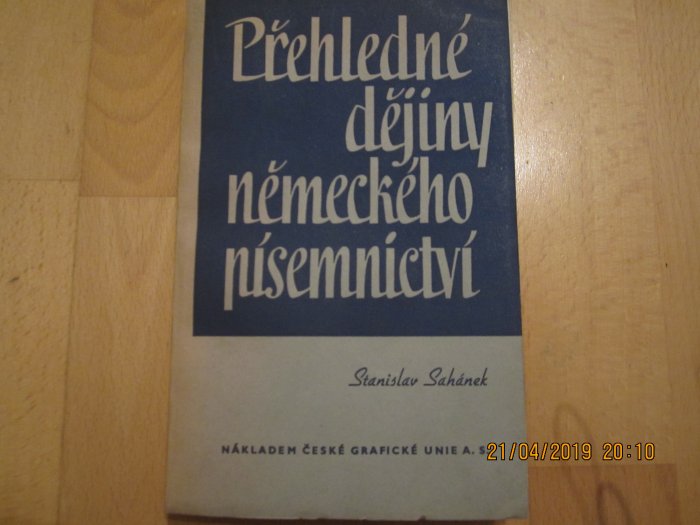 Přehledné
dějiny
německého
písemnictví
Stanislav Sahánek
NÁKLADEM ČESKÉ GRAFICKÉ UNIE A. S.
21/04/2019 20:10